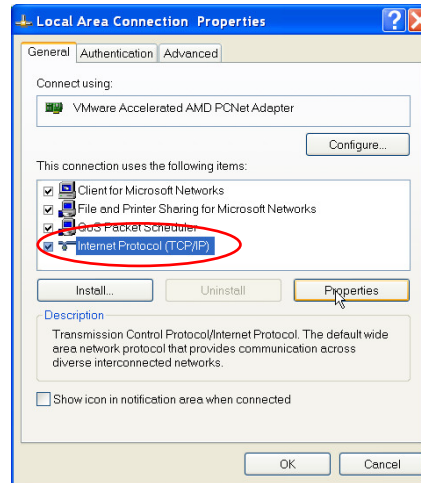 Local Area Connection Properties
General Authentication Advanced
Connect using:
VMware Accelerated AMD PCNet Adapter
Configure...
This connection uses the following items:
Client for Microsoft Networks
File and Printer Sharing for Microsoft Networks
QoS Packet Scheduler
Internet Protocol (TCP/IP)
Install... Uninstall Properties
Description
Transmission Control Protocol/Internet Protocol. The default wide
area network protocol that provides communication across
diverse interconnected networks.
Show icon in notification area when connected
OK Cancel